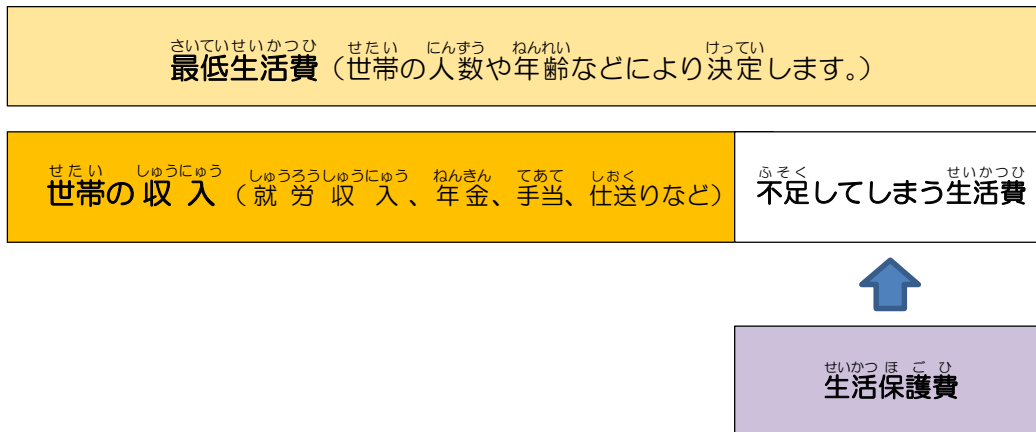 さいていせいかつひ せたい にんずう ねんれい けってい
最低生活費（世帯の人数や年齢などにより決定します。）
せたい しゅうにゅう しゅうろうしゅうにゅう ねんきん てあて しおく
世帯の収入（就労収入、年金、手当、仕送りなど）
ふそく せいかつひ
不足してしまう生活費
せいかつほごひ
生活保護費